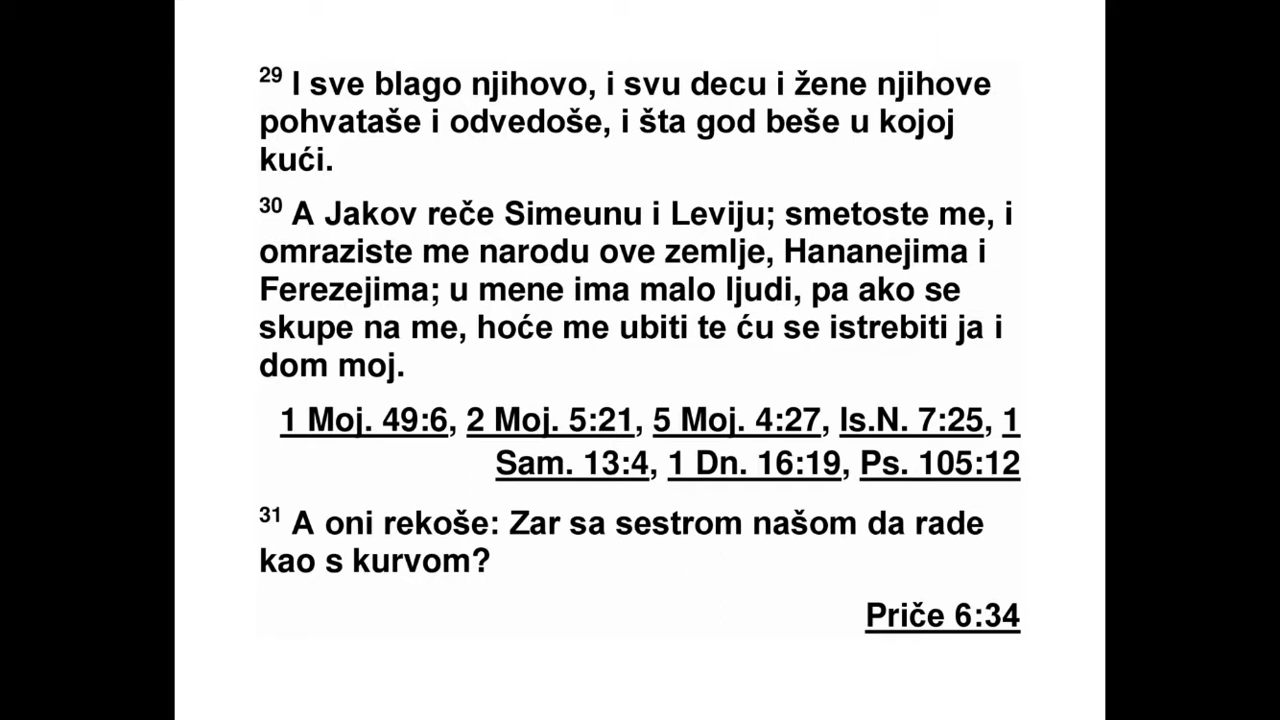 29 I sve blago njihovo, i svu decu i žene njihove
pohvataše i odvedoše, i šta god beše u kojoj
kući.
30 A Jakov reče Simeunu i Leviju; smetoste me, i
omraziste me narodu ove zemlje, Hananejima i
Ferezejima; u mene ima malo ljudi, pa ako se
skupe na me, hoće me ubiti te ću se istrebiti ja i
dom moj.
1 Moj. 49:6, 2 Moj. 5:21, 5 Moj. 4:27, Is.N. 7:25, 1
Sam. 13:4, 1 Dn. 16:19, Ps. 105:12
31 A oni rekoše: Zar sa sestrom našom da rade
kao s kurvom?
Priče 6:34